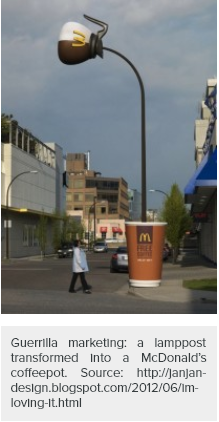 Guerrilla marketing: a lamppost
transformed into a McDonald's
coffeepot. Source: http://janjan-
design.blogspot.com/2012/06/im-
loving-it.html